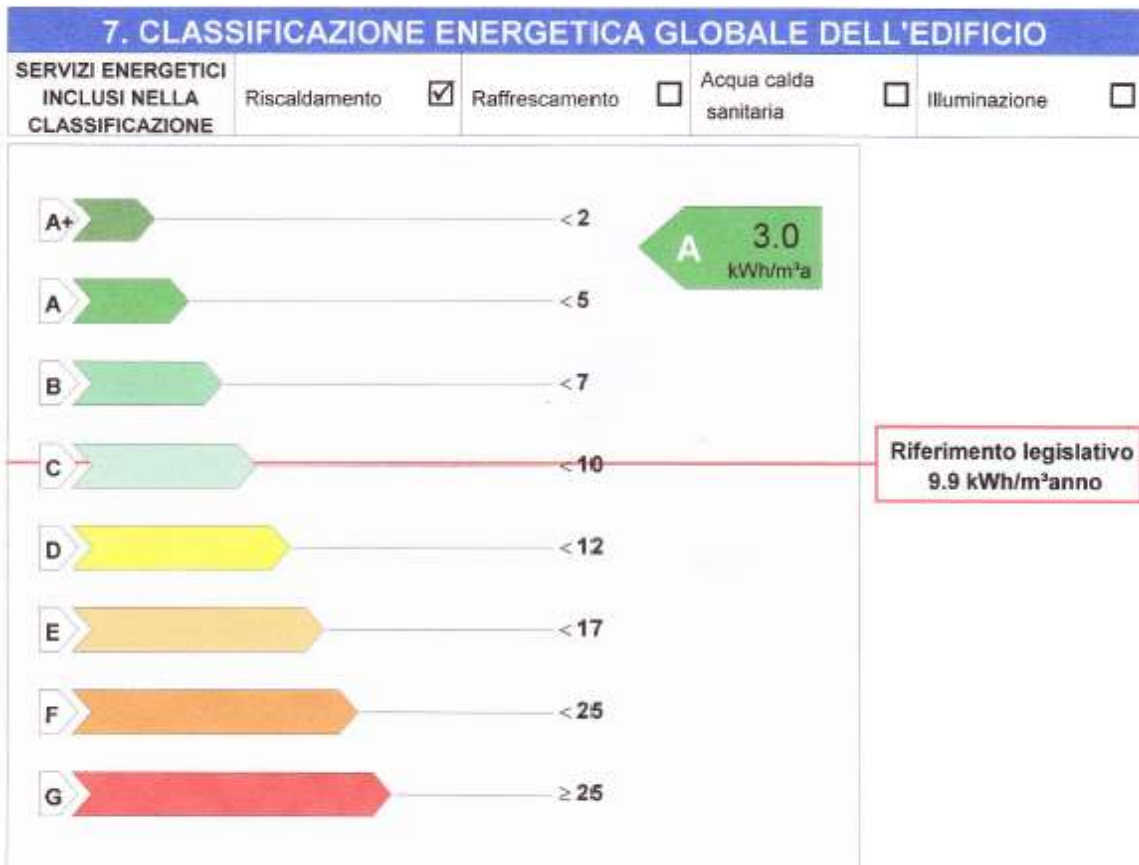 7. CLASSIFICAZIONE ENERGETICA GLOBALE DELL'EDIFICIO
SERVIZI ENERGETICI
INCLUSI NELLA
CLASSIFICAZIONE
Riscaldamento
Raffrescamento
Acqua calda
sanitaria
Illuminazione
A+ < 2
A 3.0
kWh/m³a
A < 5
B < 7
C < 10
Riferimento legislativo
9.9 kWh/m³anno
D < 12
E < 17
F < 25
G ≥ 25